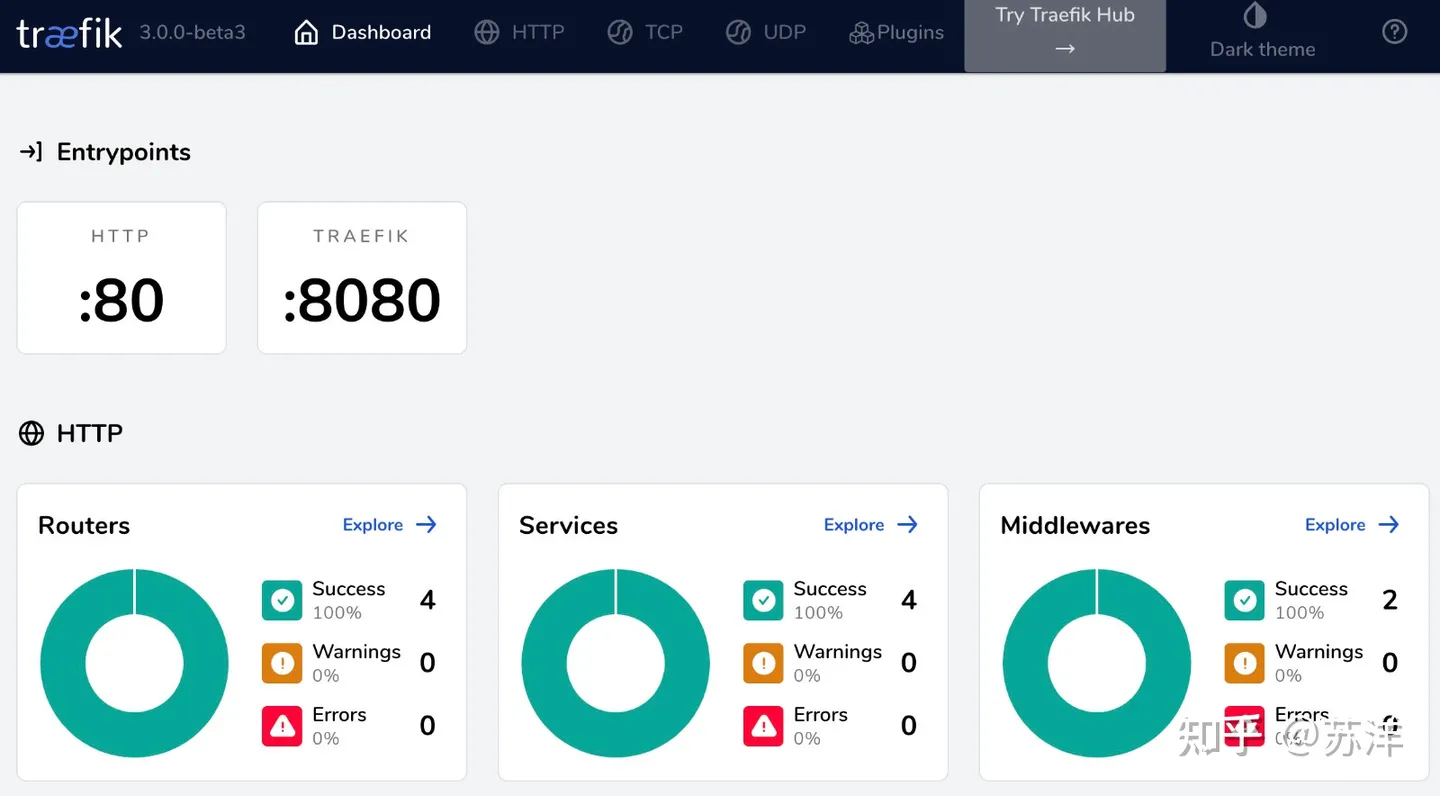 træfik 3.0.0-beta3 Dashboard HTTP TCP UDP Plugins Try Traefik Hub → Dark theme
Entrypoints
HTTP TRAEFIK
:80 :8080
HTTP
Routers Explore
Success 4
100%
Warnings 0
0%
Errors 0
0%
Services Explore
Success 4
100%
Warnings 0
0%
Errors 0
0%
Middlewares Explore
Success 2
100%
Warnings 0
0%
Errors 0
0%
知乎 @苏洋